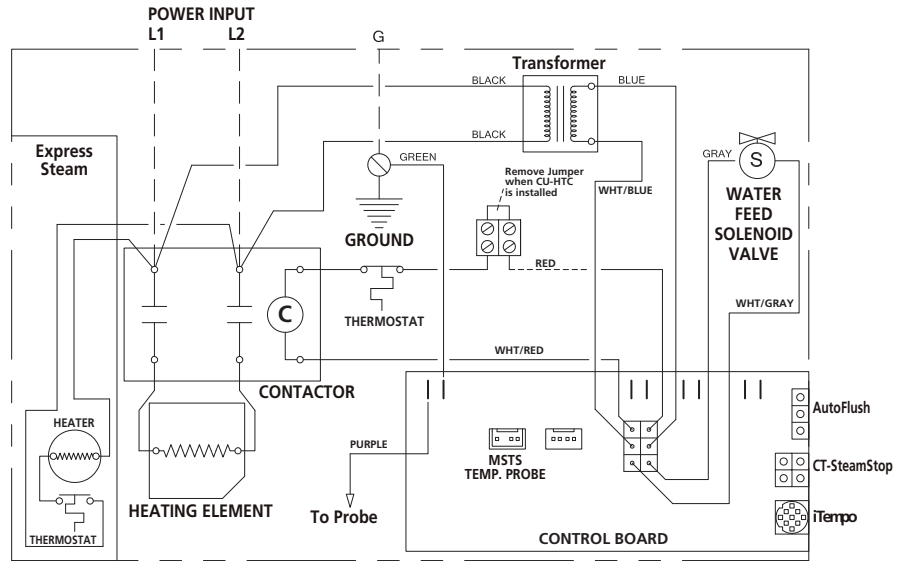 POWER INPUT
L1
L2
G
Transformer
BLACK
BLUE
BLACK
Express
Steam
GREEN
Remove Jumper
when CU-HTC
is installed
WHT/BLUE
GRAY
S
WATER
FEED
SOLENOID
VALVE
GROUND
RED
C
THERMOSTAT
WHT/GRAY
WHT/RED
CONTACTOR
AutoFlush
HEATER
PURPLE
MSTS
TEMP. PROBE
CT-SteamStop
HEATING ELEMENT
To Probe
iTempo
THERMOSTAT
CONTROL BOARD